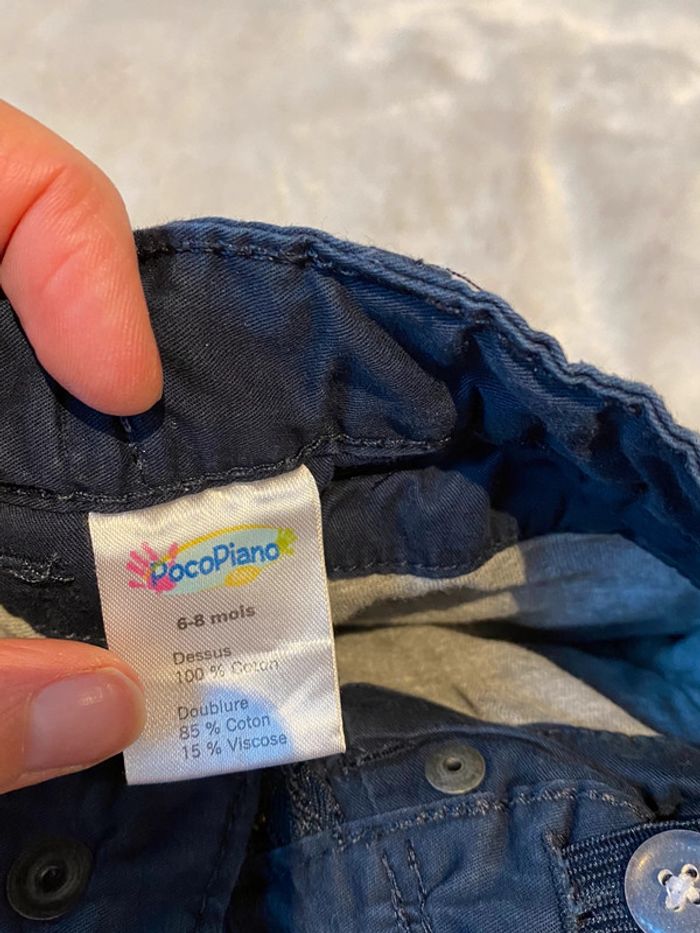 PocoPiano
6-8 mois
Dessus
100 % Coton
Doublure
85 % Coton
15 % Viscose